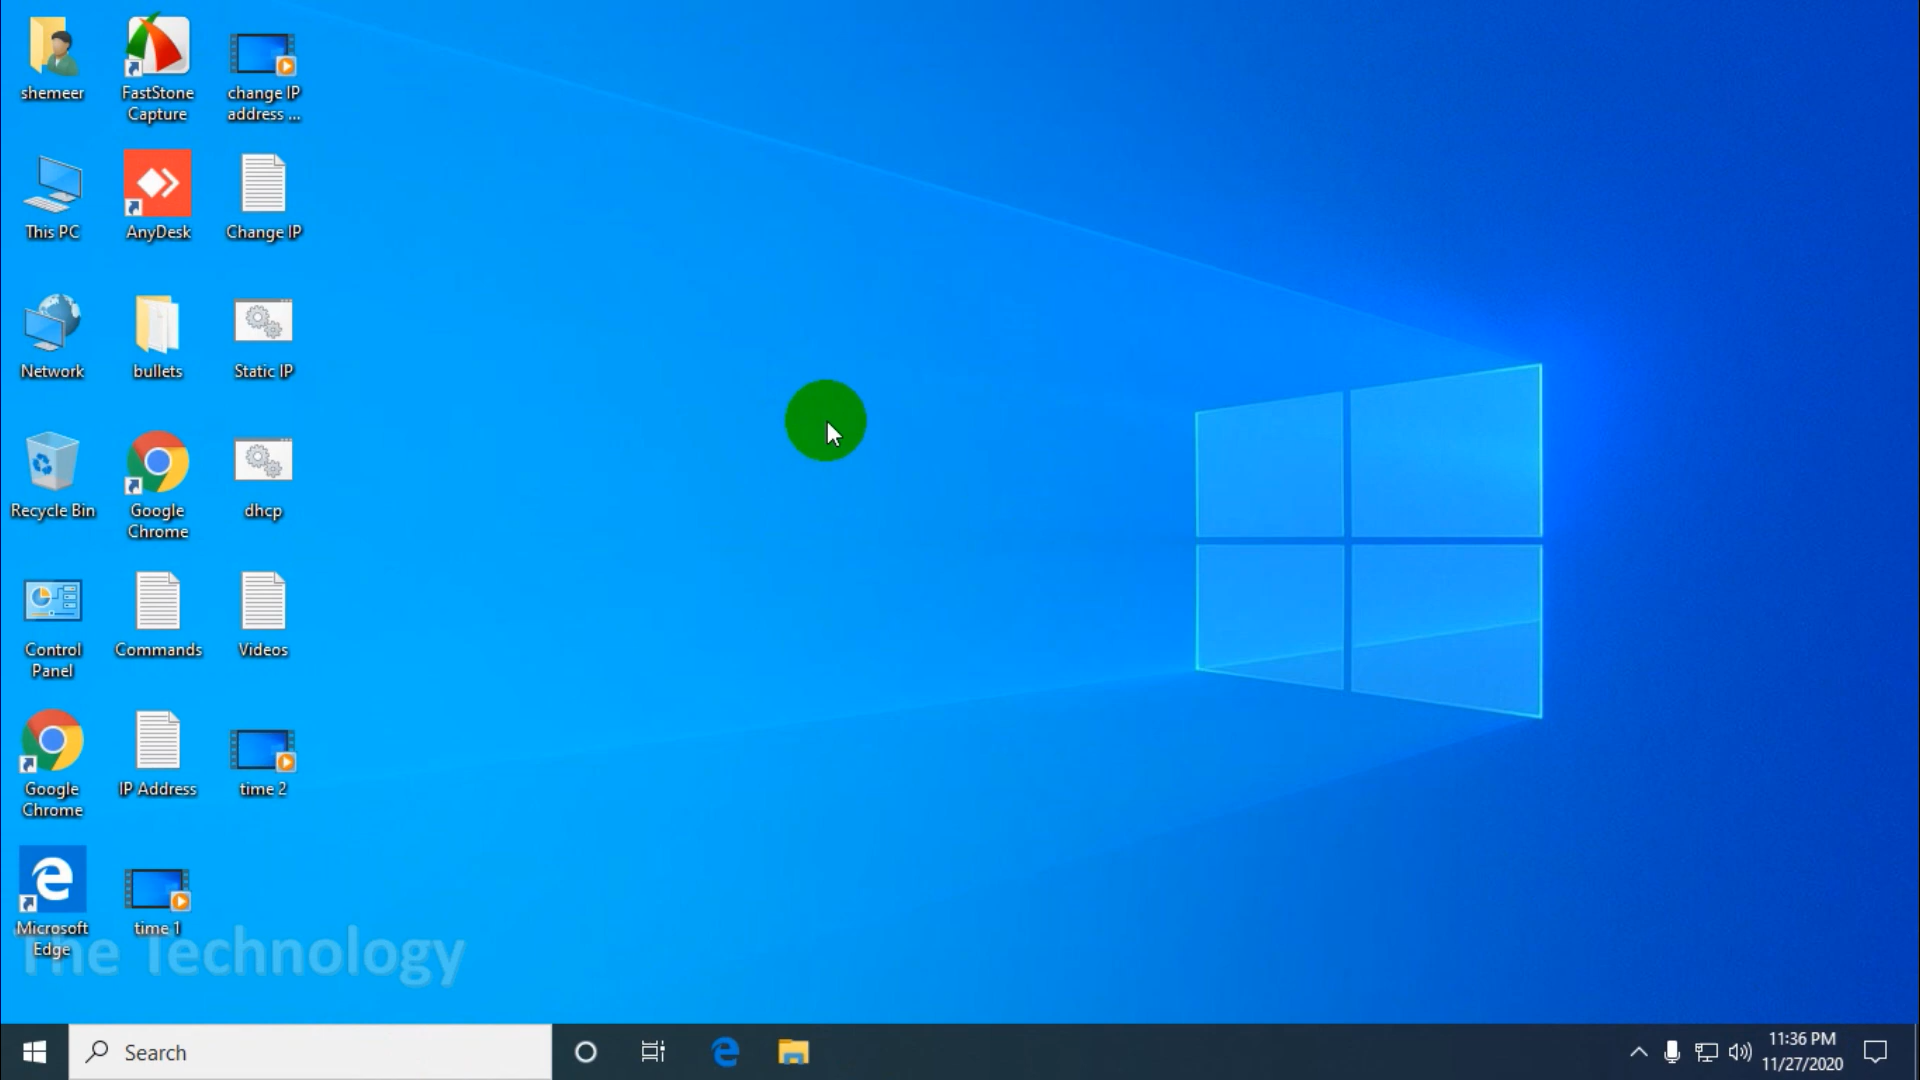 shemeer
FastStone
Capture
change IP
address ...
This PC
AnyDesk
Change IP
Network
bullets
Static IP
Recycle Bin
Google
Chrome
dhcp
Control
Panel
Commands
Videos
Google
Chrome
IP Address
time 2
Microsoft
Edge
time 1
The Technology
Search
11:36 PM
11/27/2020